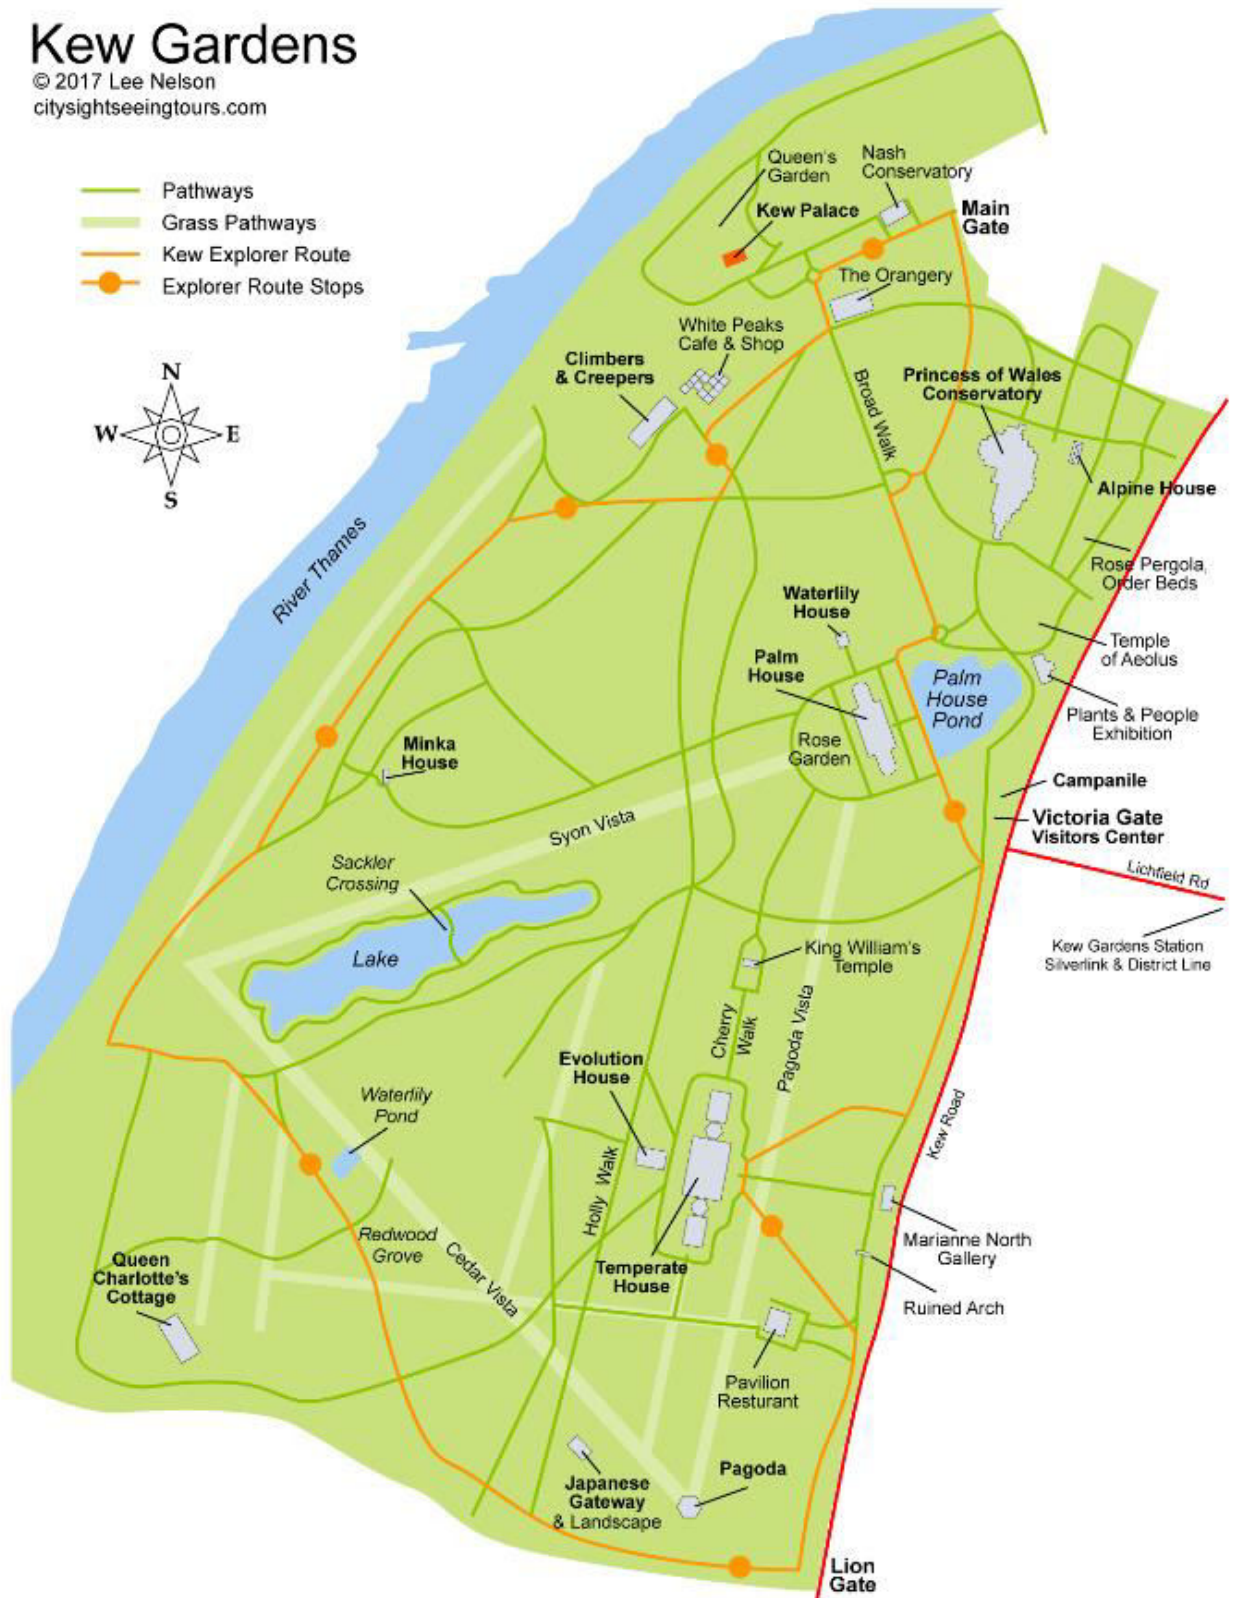 Kew Gardens
© 2017 Lee Nelson
citysightseeingtours.com
Pathways
Grass Pathways
Kew Explorer Route
Explorer Route Stops
N
W
E
S
Queen's
Garden
Nash
Conservatory
Kew Palace
Main
Gate
The Orangery
White Peaks
Cafe & Shop
Climbers
& Creepers
Broad Walk
Princess of Wales
Conservatory
Alpine House
River Thames
Rose Pergola,
Order Beds
Waterlily
House
Temple
of Aeolus
Palm
House
Palm
House
Pond
Plants & People
Exhibition
Rose
Garden
Minka
House
Campanile
Victoria Gate
Visitors Center
Syon Vista
Sackler
Crossing
Lichfield Rd
Lake
King William's
Temple
Kew Gardens Station
Silverlink & District Line
Cherry
Walk
Pagoda Vista
Evolution
House
Waterlily
Pond
Kew Road
Holly Walk
Redwood
Grove
Cedar Vista
Marianne North
Gallery
Queen
Charlotte's
Cottage
Temperate
House
Ruined Arch
Pavilion
Resturant
Pagoda
Japanese
Gateway
& Landscape
Lion
Gate